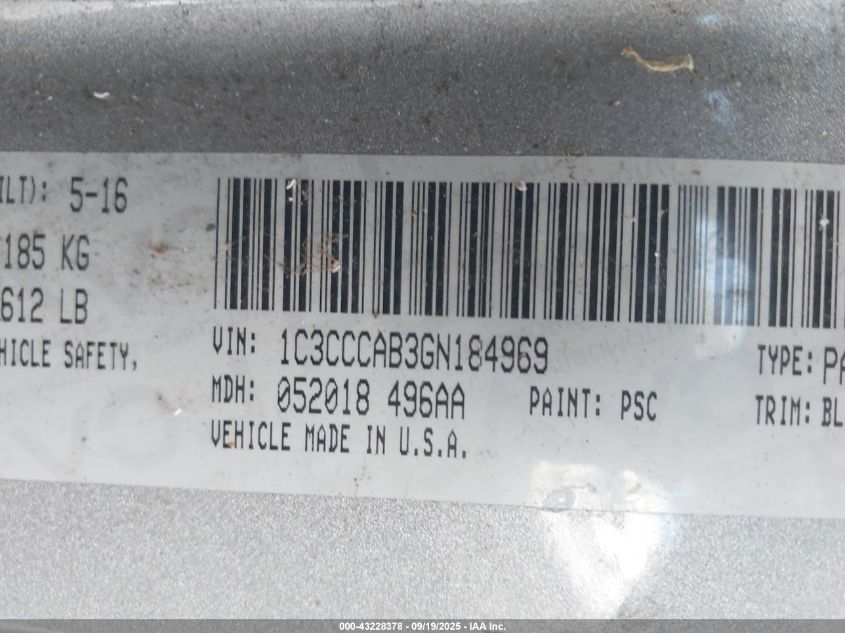 ILT): 5-16
185 KG
612 LB
HICLE SAFETY,
VIN: 1C3CCCAB3GN184969
MDH: 052018 496AA
PAINT: PSC
VEHICLE MADE IN U.S.A.
TYPE: PA
TRIM: BL
000-43228378 - 09/19/2025 - IAA Inc.